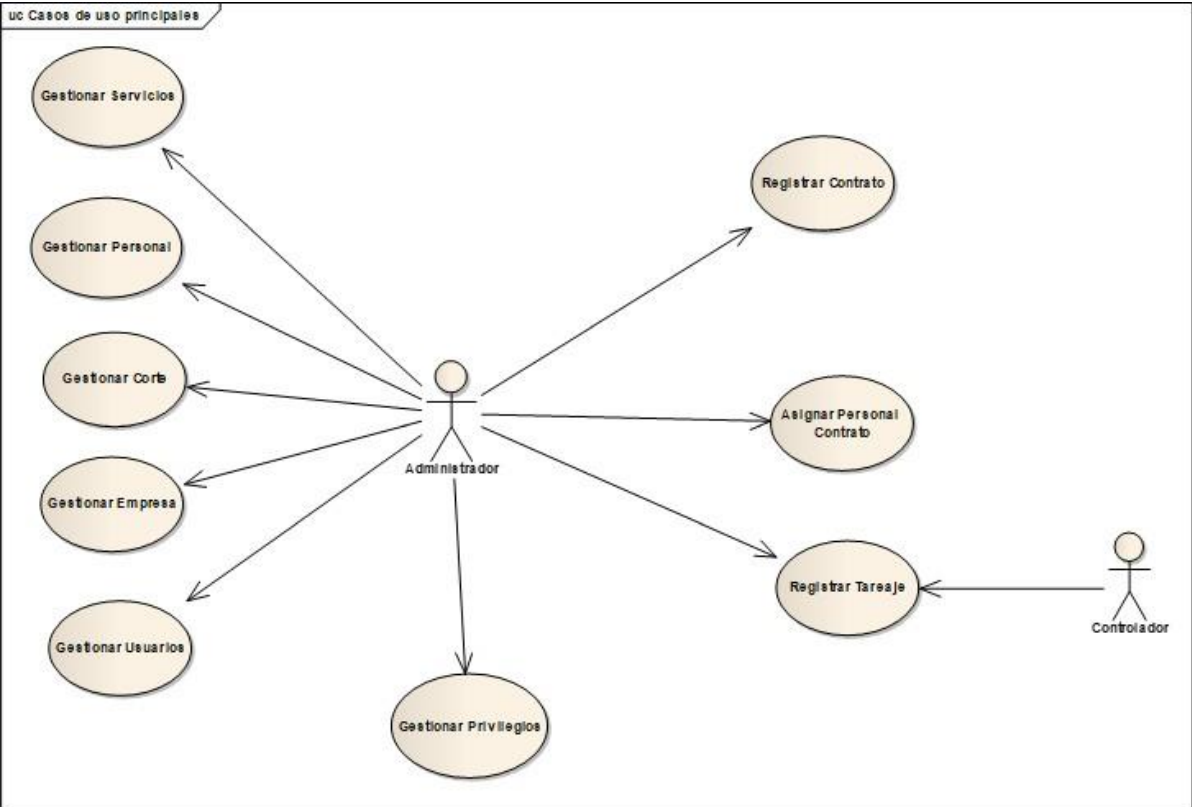 uc Casos de uso principales
Gestionar Servicios
Registrar Contrato
Gestionar Personal
Gestionar Corte
Asignar Personal
Contrato
Administrador
Gestionar Empresa
Registrar Tareaje
Controlador
Gestionar Usuarios
Gestionar Privilegios